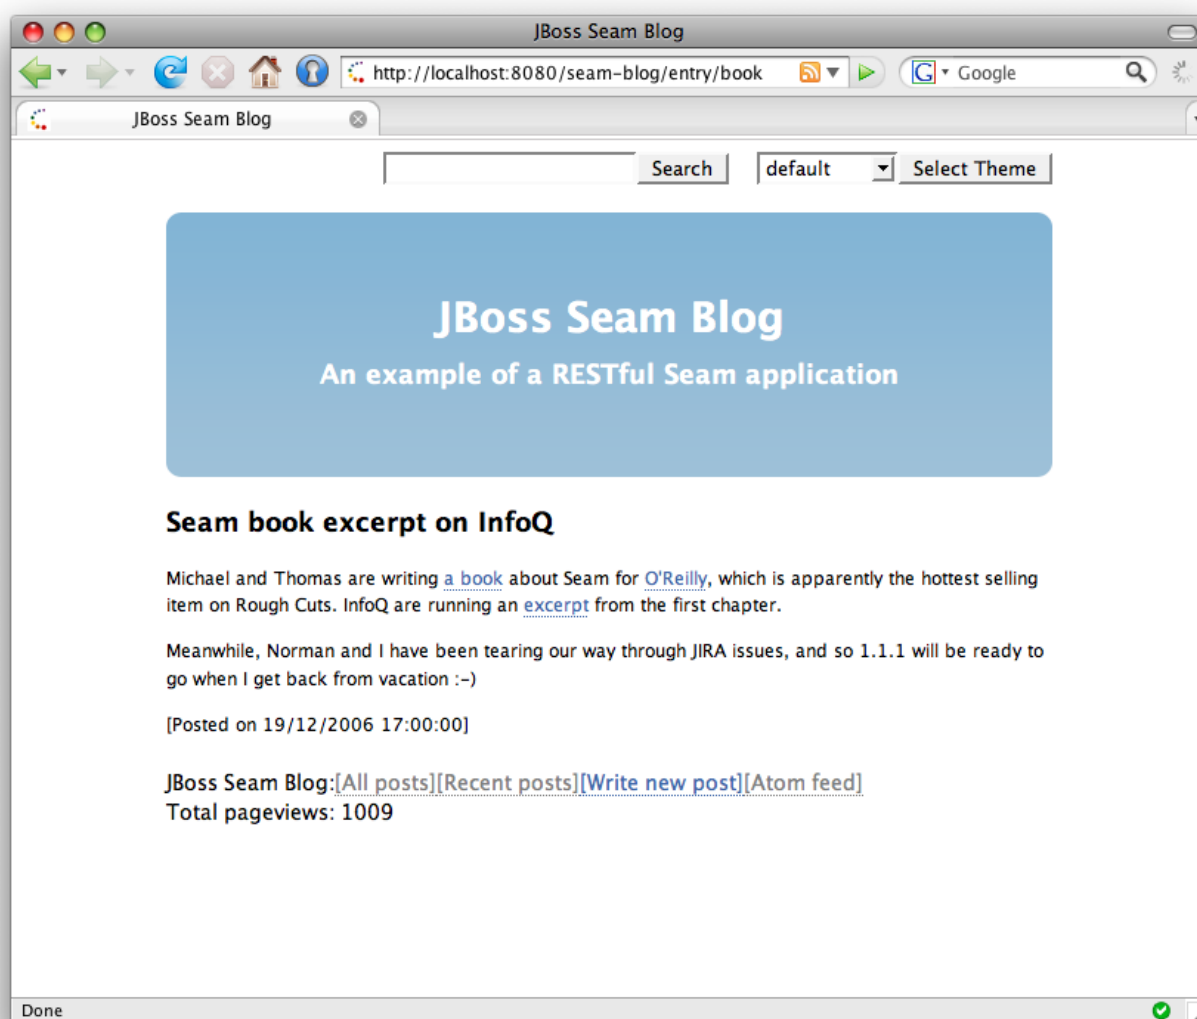 JBoss Seam Blog
http://localhost:8080/seam-blog/entry/book
G Google
JBoss Seam Blog
Search default Select Theme
JBoss Seam Blog
An example of a RESTful Seam application
Seam book excerpt on InfoQ
Michael and Thomas are writing a book about Seam for O'Reilly, which is apparently the hottest selling
item on Rough Cuts. InfoQ are running an excerpt from the first chapter.
Meanwhile, Norman and I have been tearing our way through JIRA issues, and so 1.1.1 will be ready to
go when I get back from vacation :-)
[Posted on 19/12/2006 17:00:00]
JBoss Seam Blog:[All posts][Recent posts][Write new post][Atom feed]
Total pageviews: 1009
Done